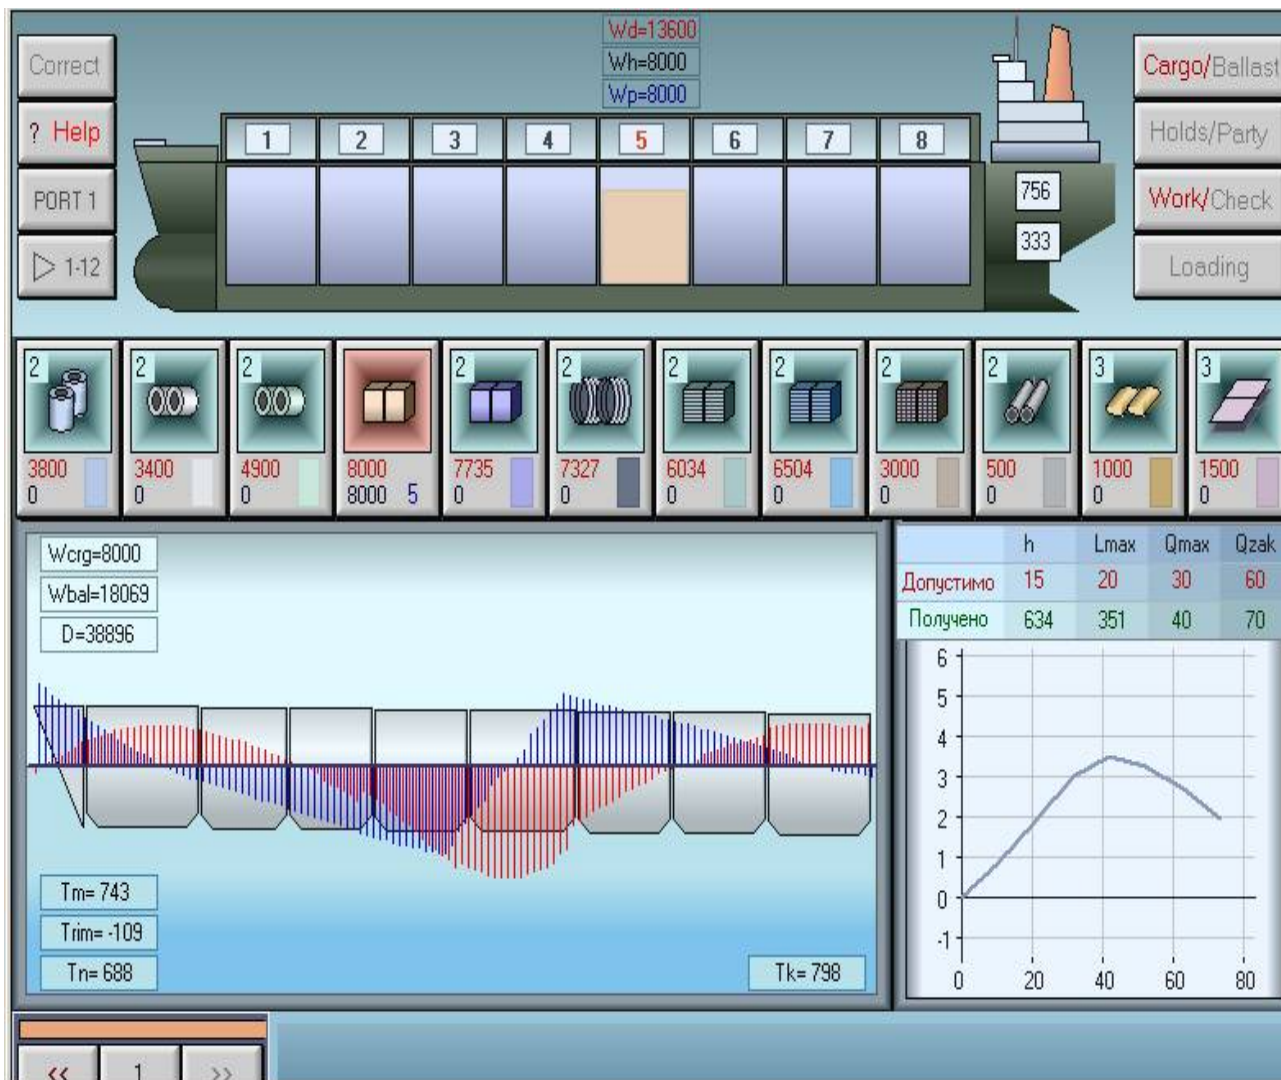 Wd=13600
Correct
Wh=8000
Cargo/Ballast
Wp=8000
? Help
1 2 3 4 5 6 7 8
Holds/Party
PORT 1
756
Work/Check
333
1-12
Loading
2 2 2 2 2 2 2 2 2 3 3
3800 3400 4900 8000 7735 7327 6034 6504 3000 500 1000 1500
0 0 0 8000 5 0 0 0 0 0 0 0 0
Wcrg=8000
Wbal=18069
D=38896
Tm= 743
Trim= -109
Tn= 688
Tk= 798
h Lmax Qmax Qzak
Допустимо 15 20 30 60
Получено 634 351 40 70
6
5
4
3
2
1
0
-1
0 20 40 60 80
<< 1 >>